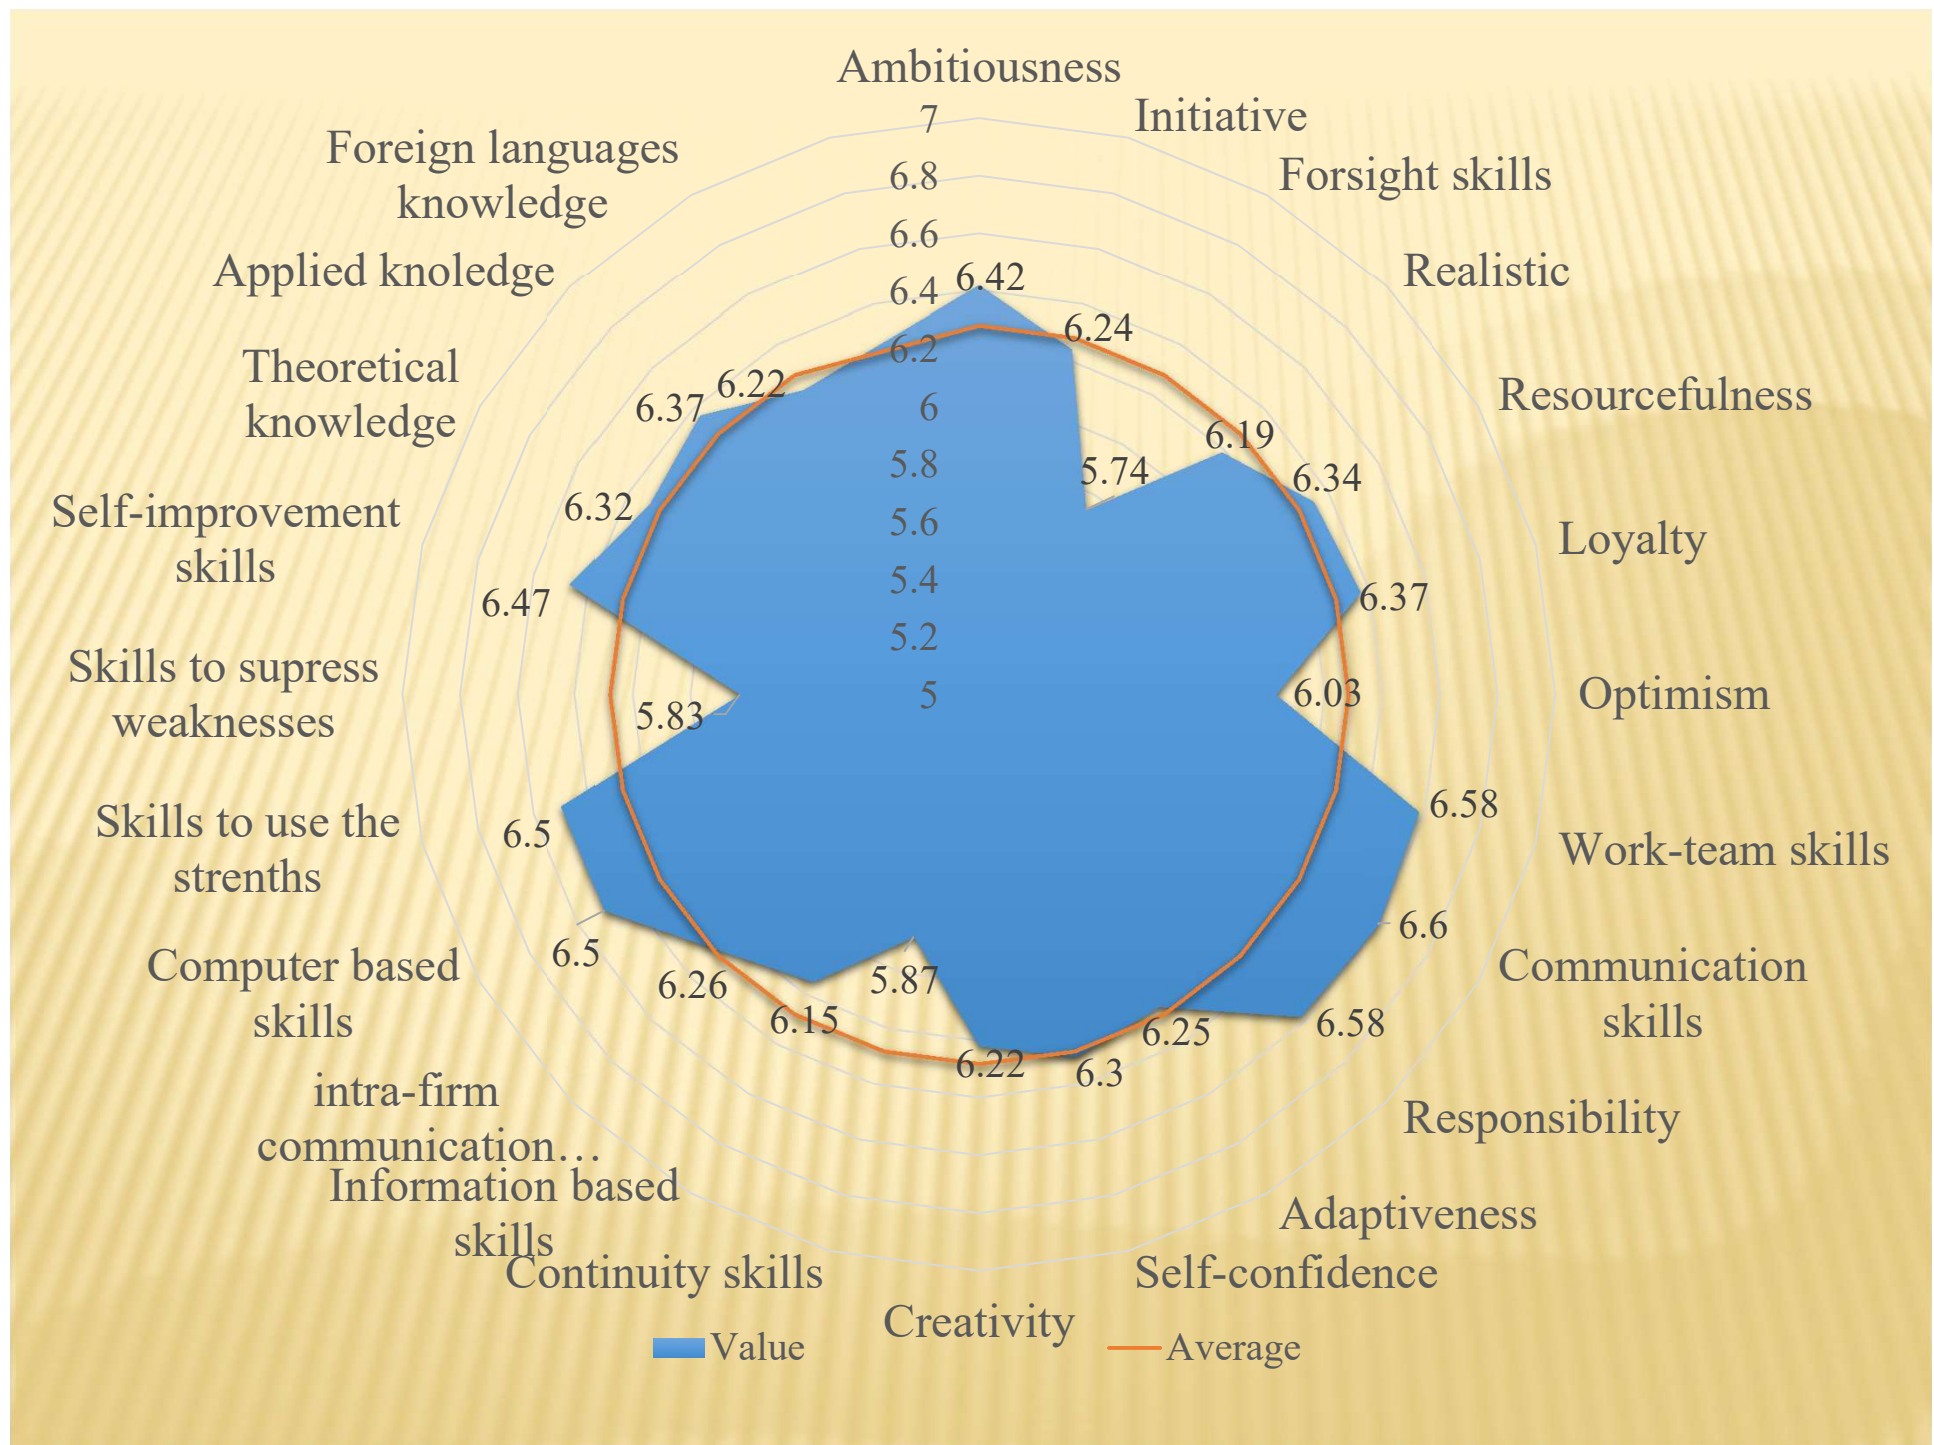 Ambitiousness
Initiative
Forsight skills
Realistic
Resourcefulness
Loyalty
Optimism
Work-team skills
Communication
skills
Responsibility
Adaptiveness
Self-confidence
Creativity
Continuity skills
Information based
skills
intra-firm
communication…
Computer based
skills
Skills to use the
strenths
Skills to supress
weaknesses
Self-improvement
skills
Theoretical
knowledge
Applied knoledge
Foreign languages
knowledge
7
6.8
6.6
6.4
6.2
6
5.8
5.6
5.4
5.2
5
6.42
6.24
5.74
6.19
6.34
6.37
6.03
6.58
6.6
6.58
6.25
6.3
6.22
5.87
6.15
6.26
6.5
6.5
5.83
6.47
6.32
6.37
6.22
Value
Average